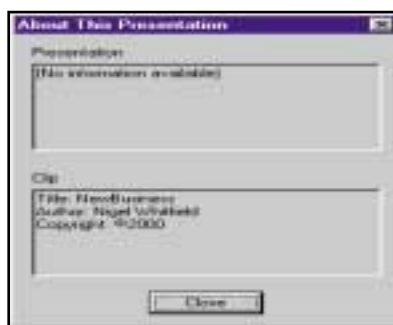 About This Presentation
Presentation
(No information available)
Clip
Title: NewBusiness
Author: Nigel Whitfield
Copyright: ©2000
Close